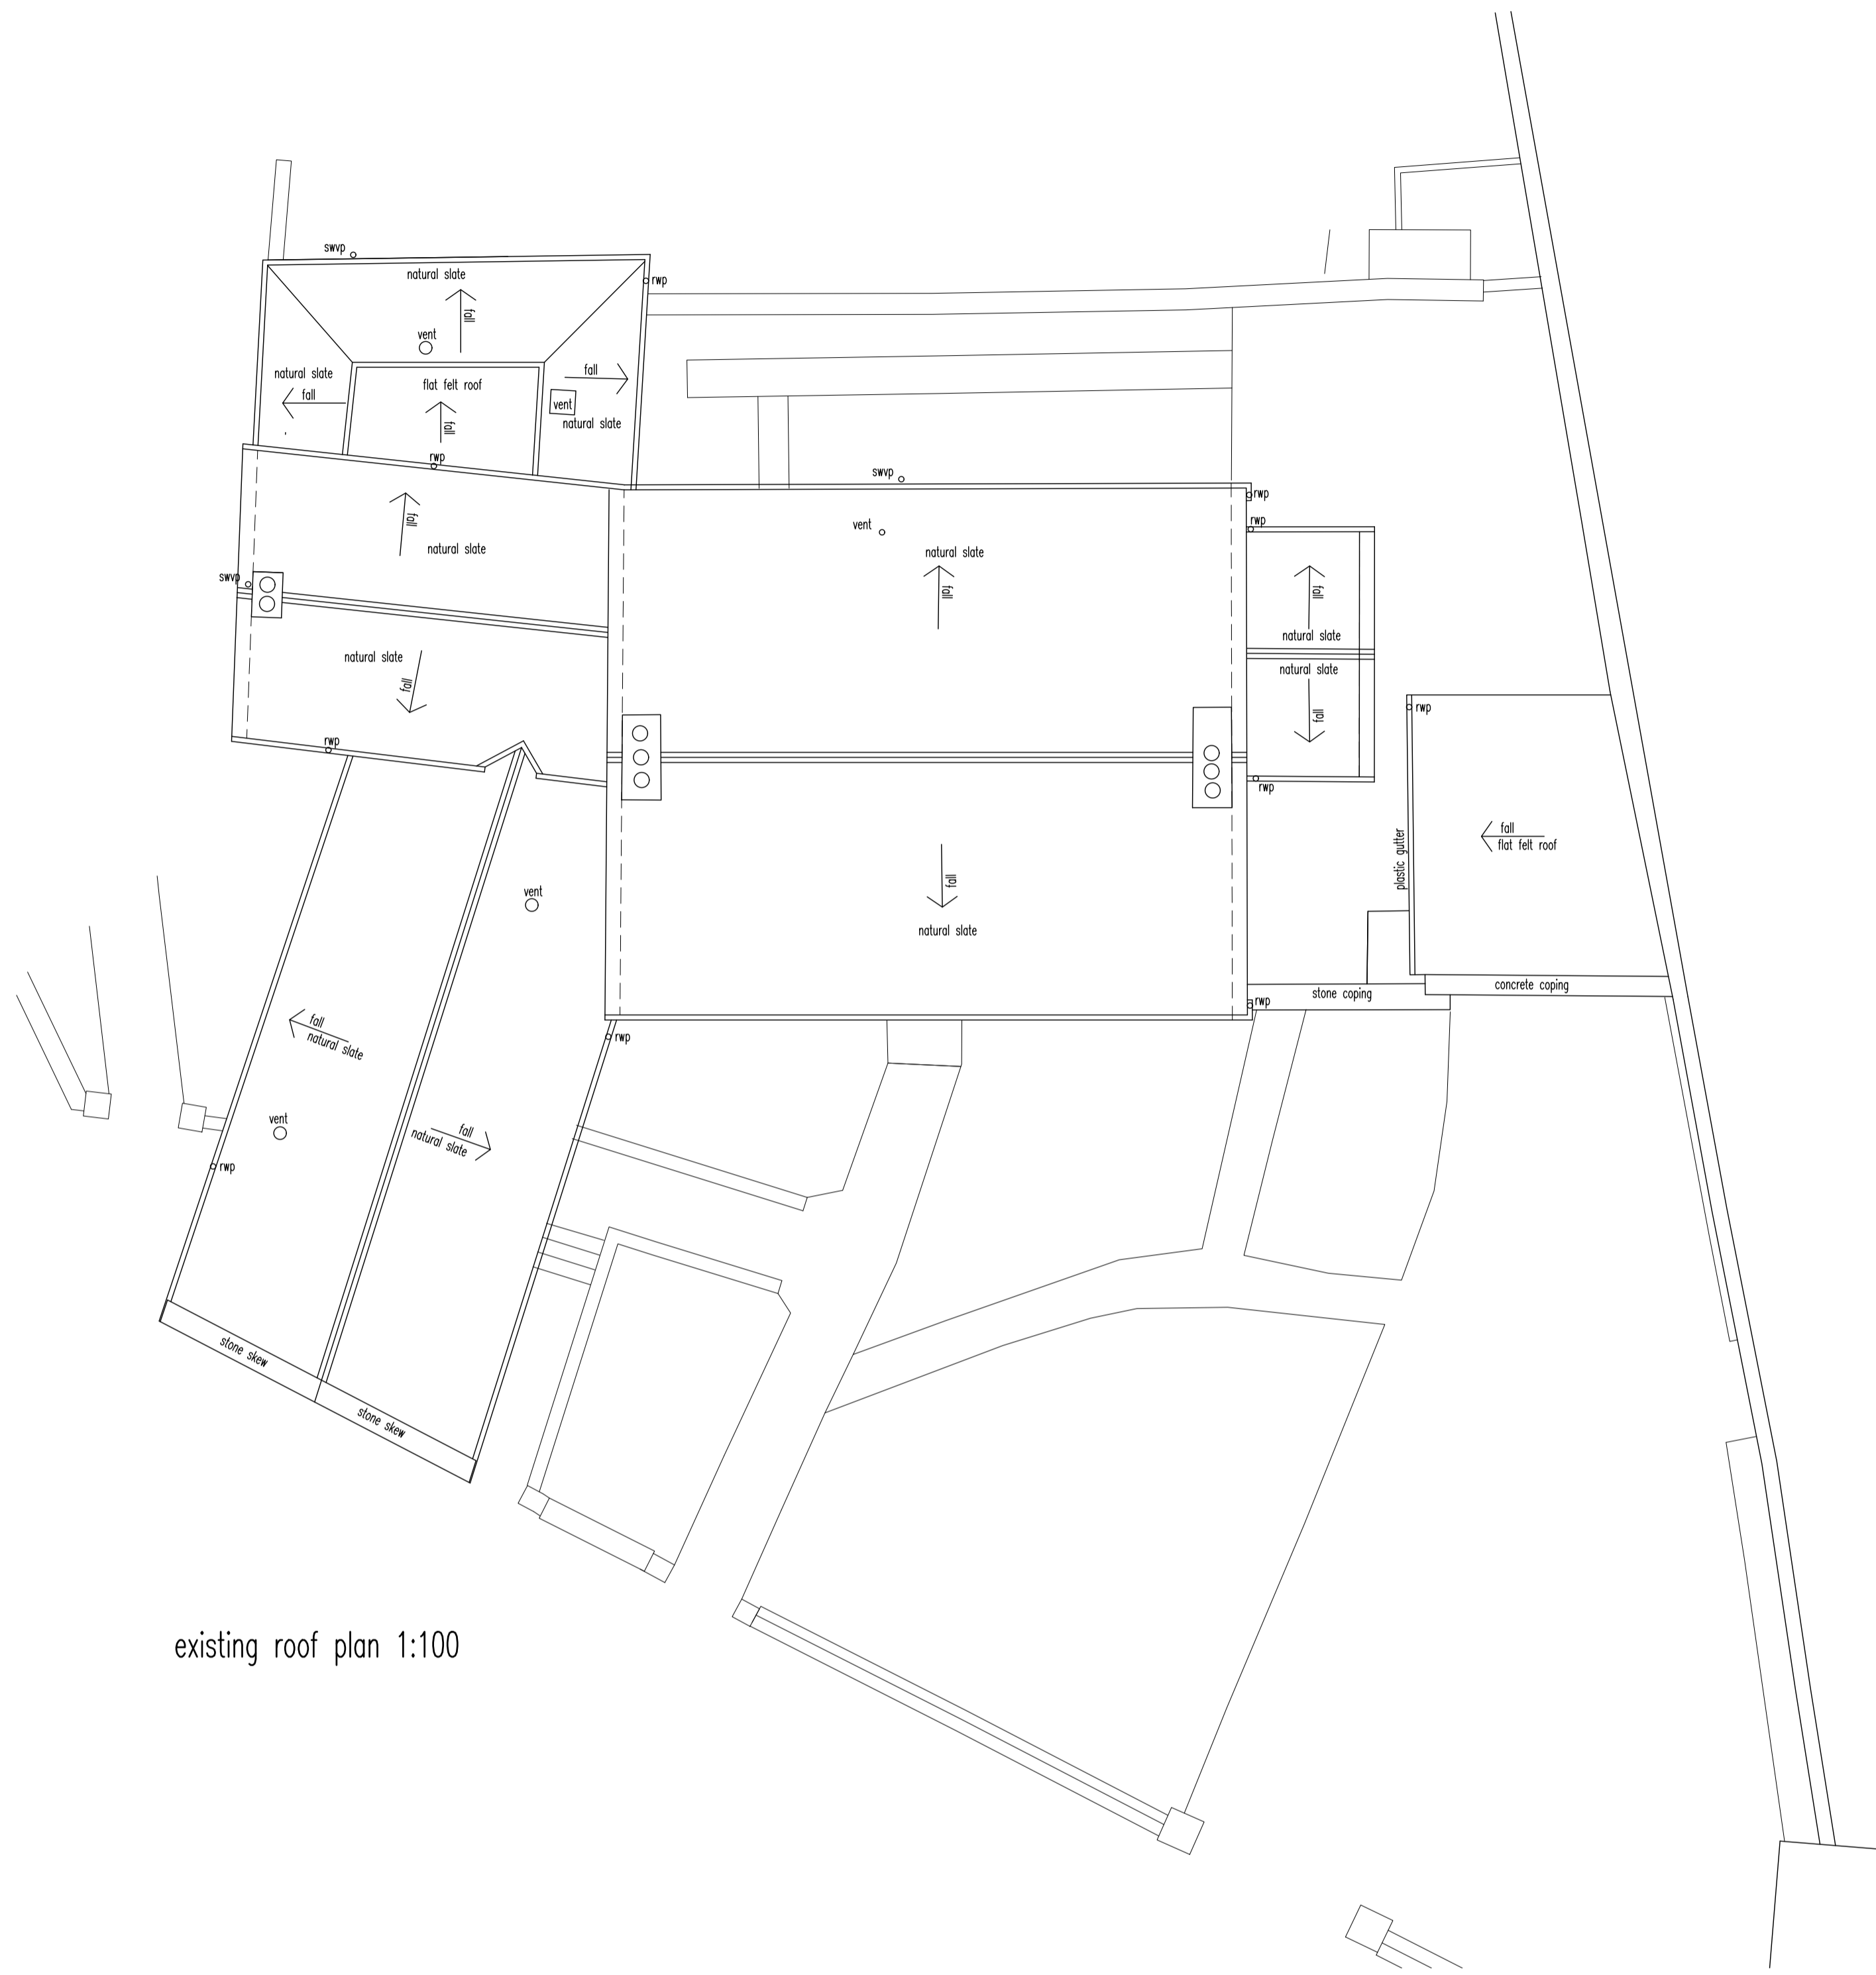 swvp
natural slate
rwp
fall
vent
natural slate
fall
flat felt roof
fall
fall
vent
natural slate
rwp
swvp
rwp
fall
natural slate
vent
natural slate
fall
rwp
fall
natural slate
swvp
natural slate
fall
natural slate
fall
rwp
rwp
rwp
plastic gutter
fall
flat felt roof
vent
fall
natural slate
stone coping
concrete coping
rwp
rwp
fall
natural slate
vent
fall
natural slate
rwp
stone skew
stone skew
existing roof plan 1:100